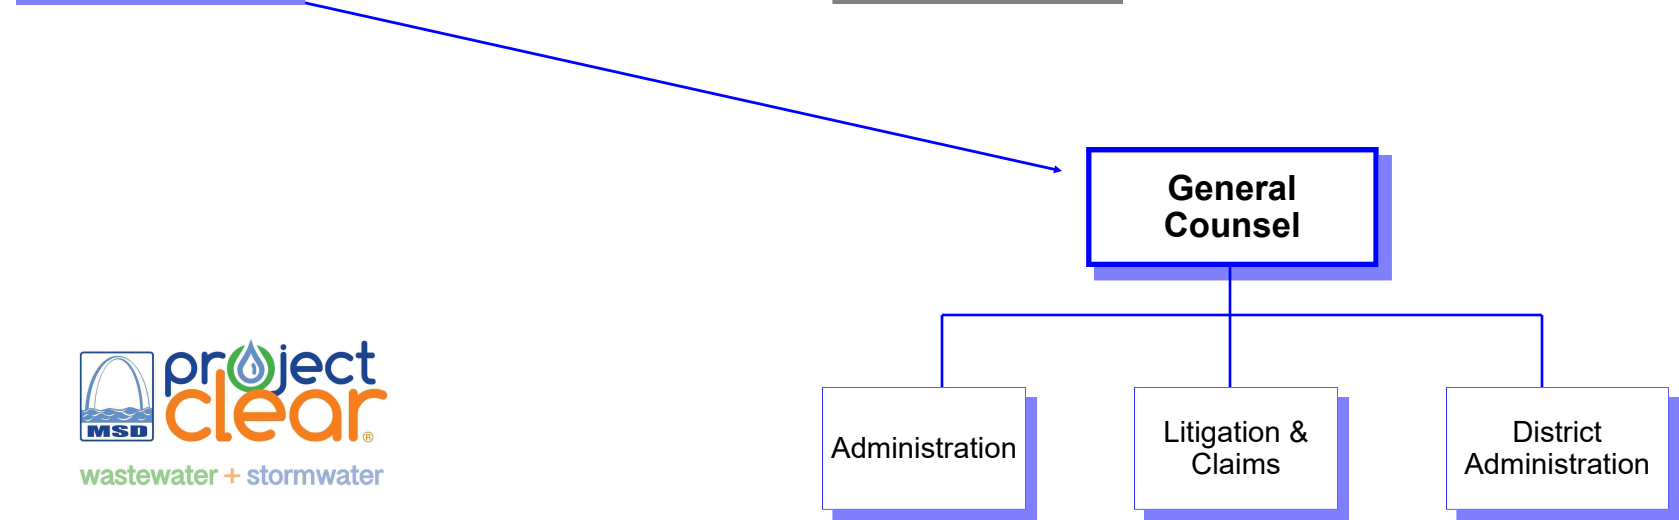 General
Counsel
project
clear®
MSD
wastewater + stormwater
Administration
Litigation &
Claims
District
Administration